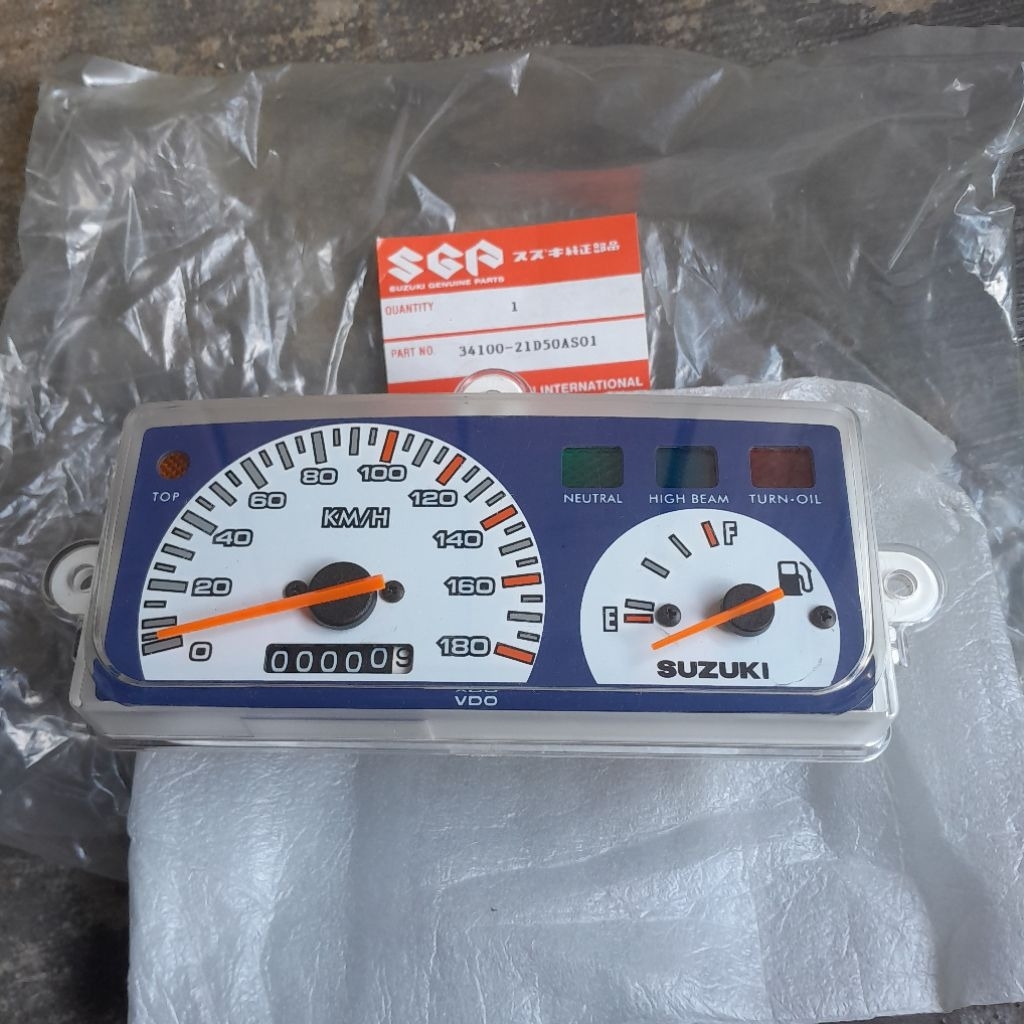 SGP スズキ純正部品
SUZUKI GENUINE PARTS
QUANTITY 1
PART NO. 34100-21D50AS01
INTERNATIONAL
TOP
0
20
40
60
80
100
120
140
160
180
KM/H
000009
NEUTRAL
HIGH BEAM
TURN-OIL
E
F
SUZUKI
VDO